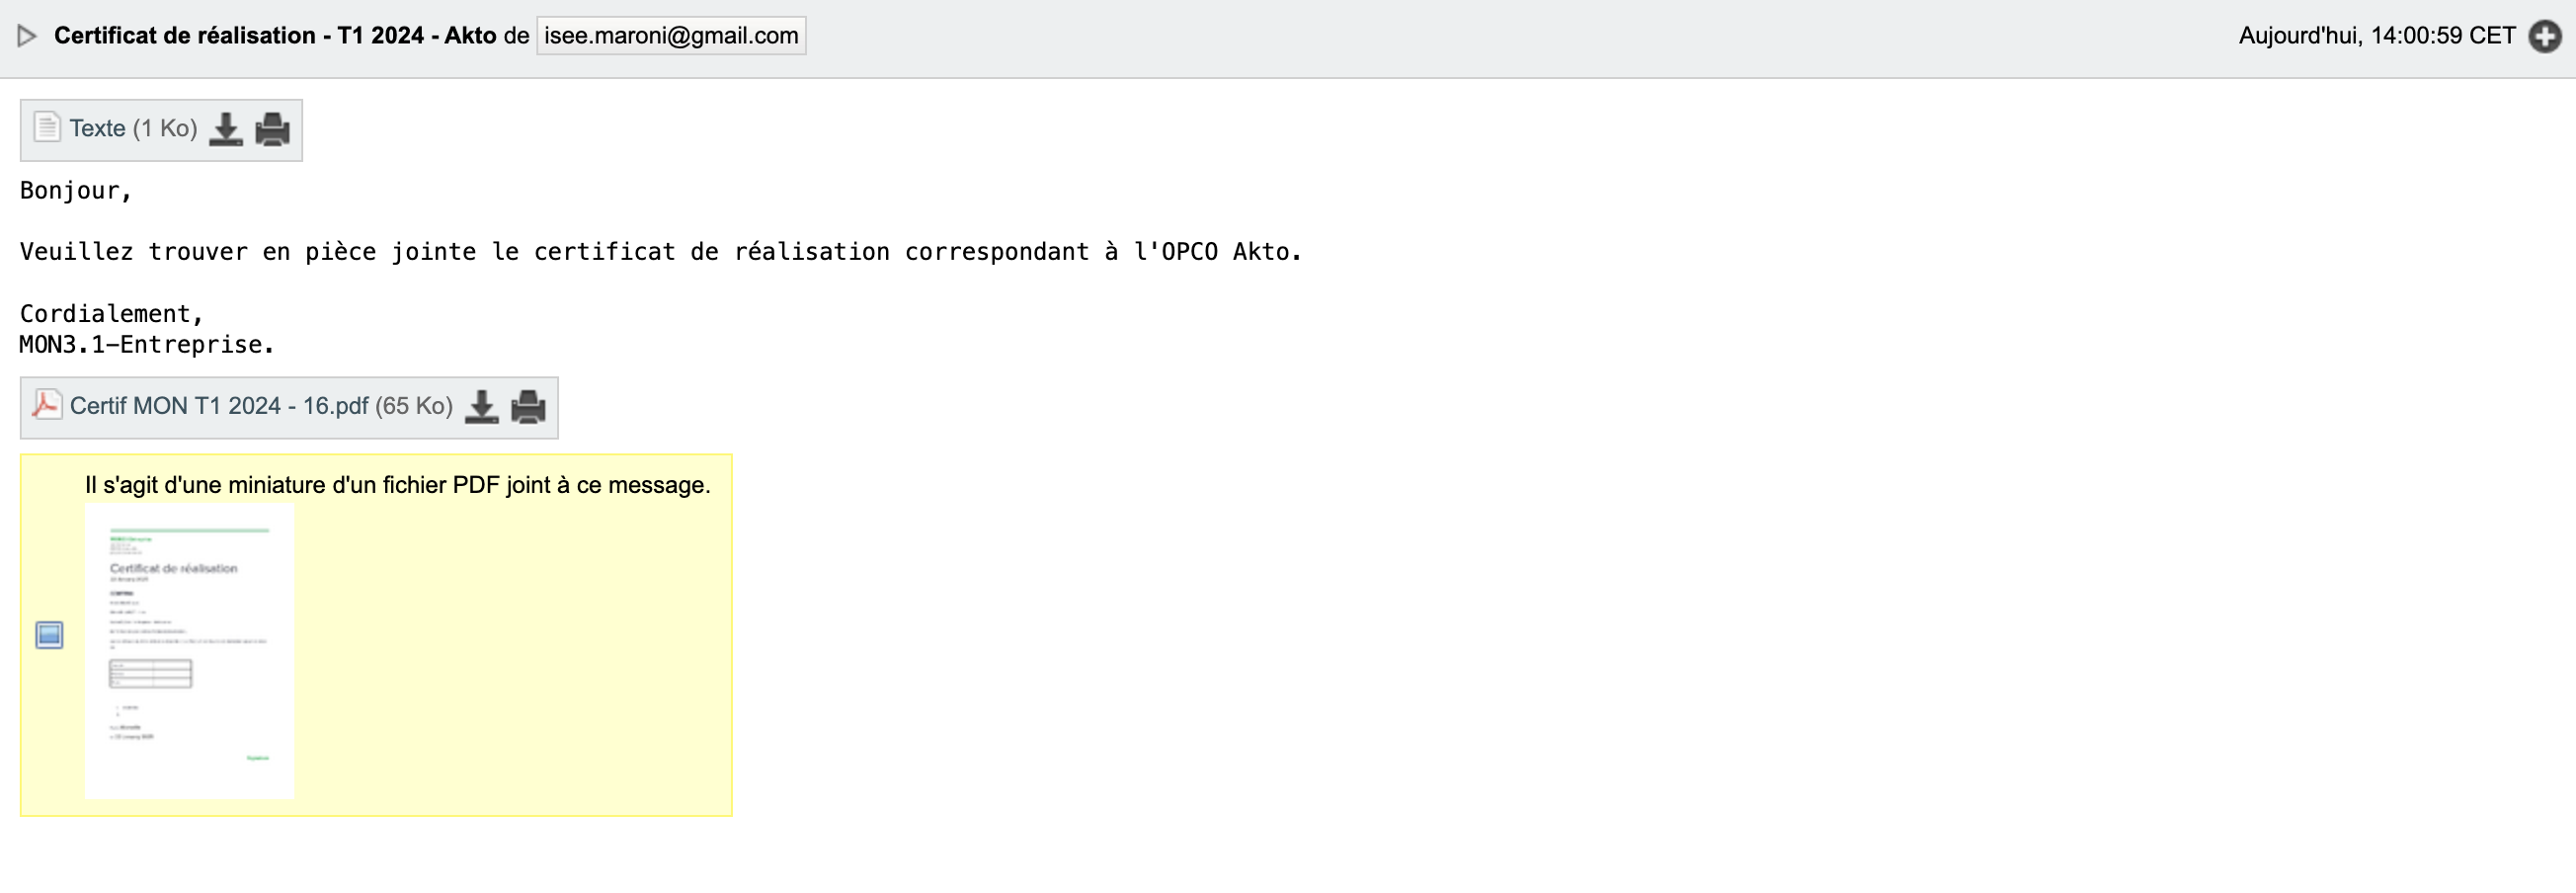 Certificat de réalisation - T1 2024 - Akto de isee.maroni@gmail.com
Aujourd'hui, 14:00:59 CET
Texte (1 Ko)
Bonjour,
Veuillez trouver en pièce jointe le certificat de réalisation correspondant à l'OPCO Akto.
Cordialement,
MON3.1-Entreprise.
Certif MON T1 2024 - 16.pdf (65 Ko)
Il s'agit d'une miniature d'un fichier PDF joint à ce message.
Certificat de réalisation